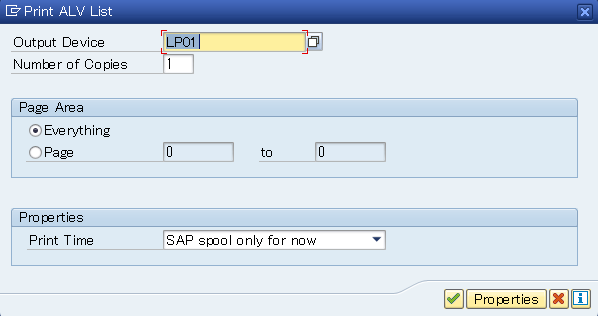 Print ALV List
Output Device LP01
Number of Copies 1
Page Area
Everything
Page 0 to 0
Properties
Print Time SAP spool only for now
Properties